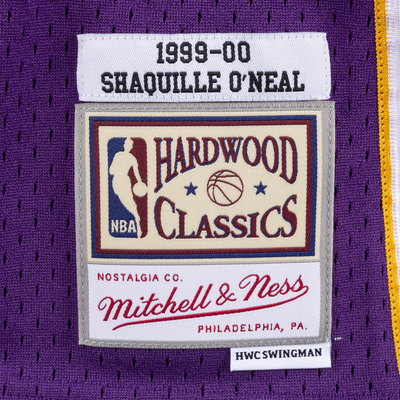 1999-00
SHAQUILLE O'NEAL
HARDWOOD
NBA
CLASSICS
NOSTALGIA CO.
Mitchell & Ness
PHILADELPHIA, PA.
HWC SWINGMAN